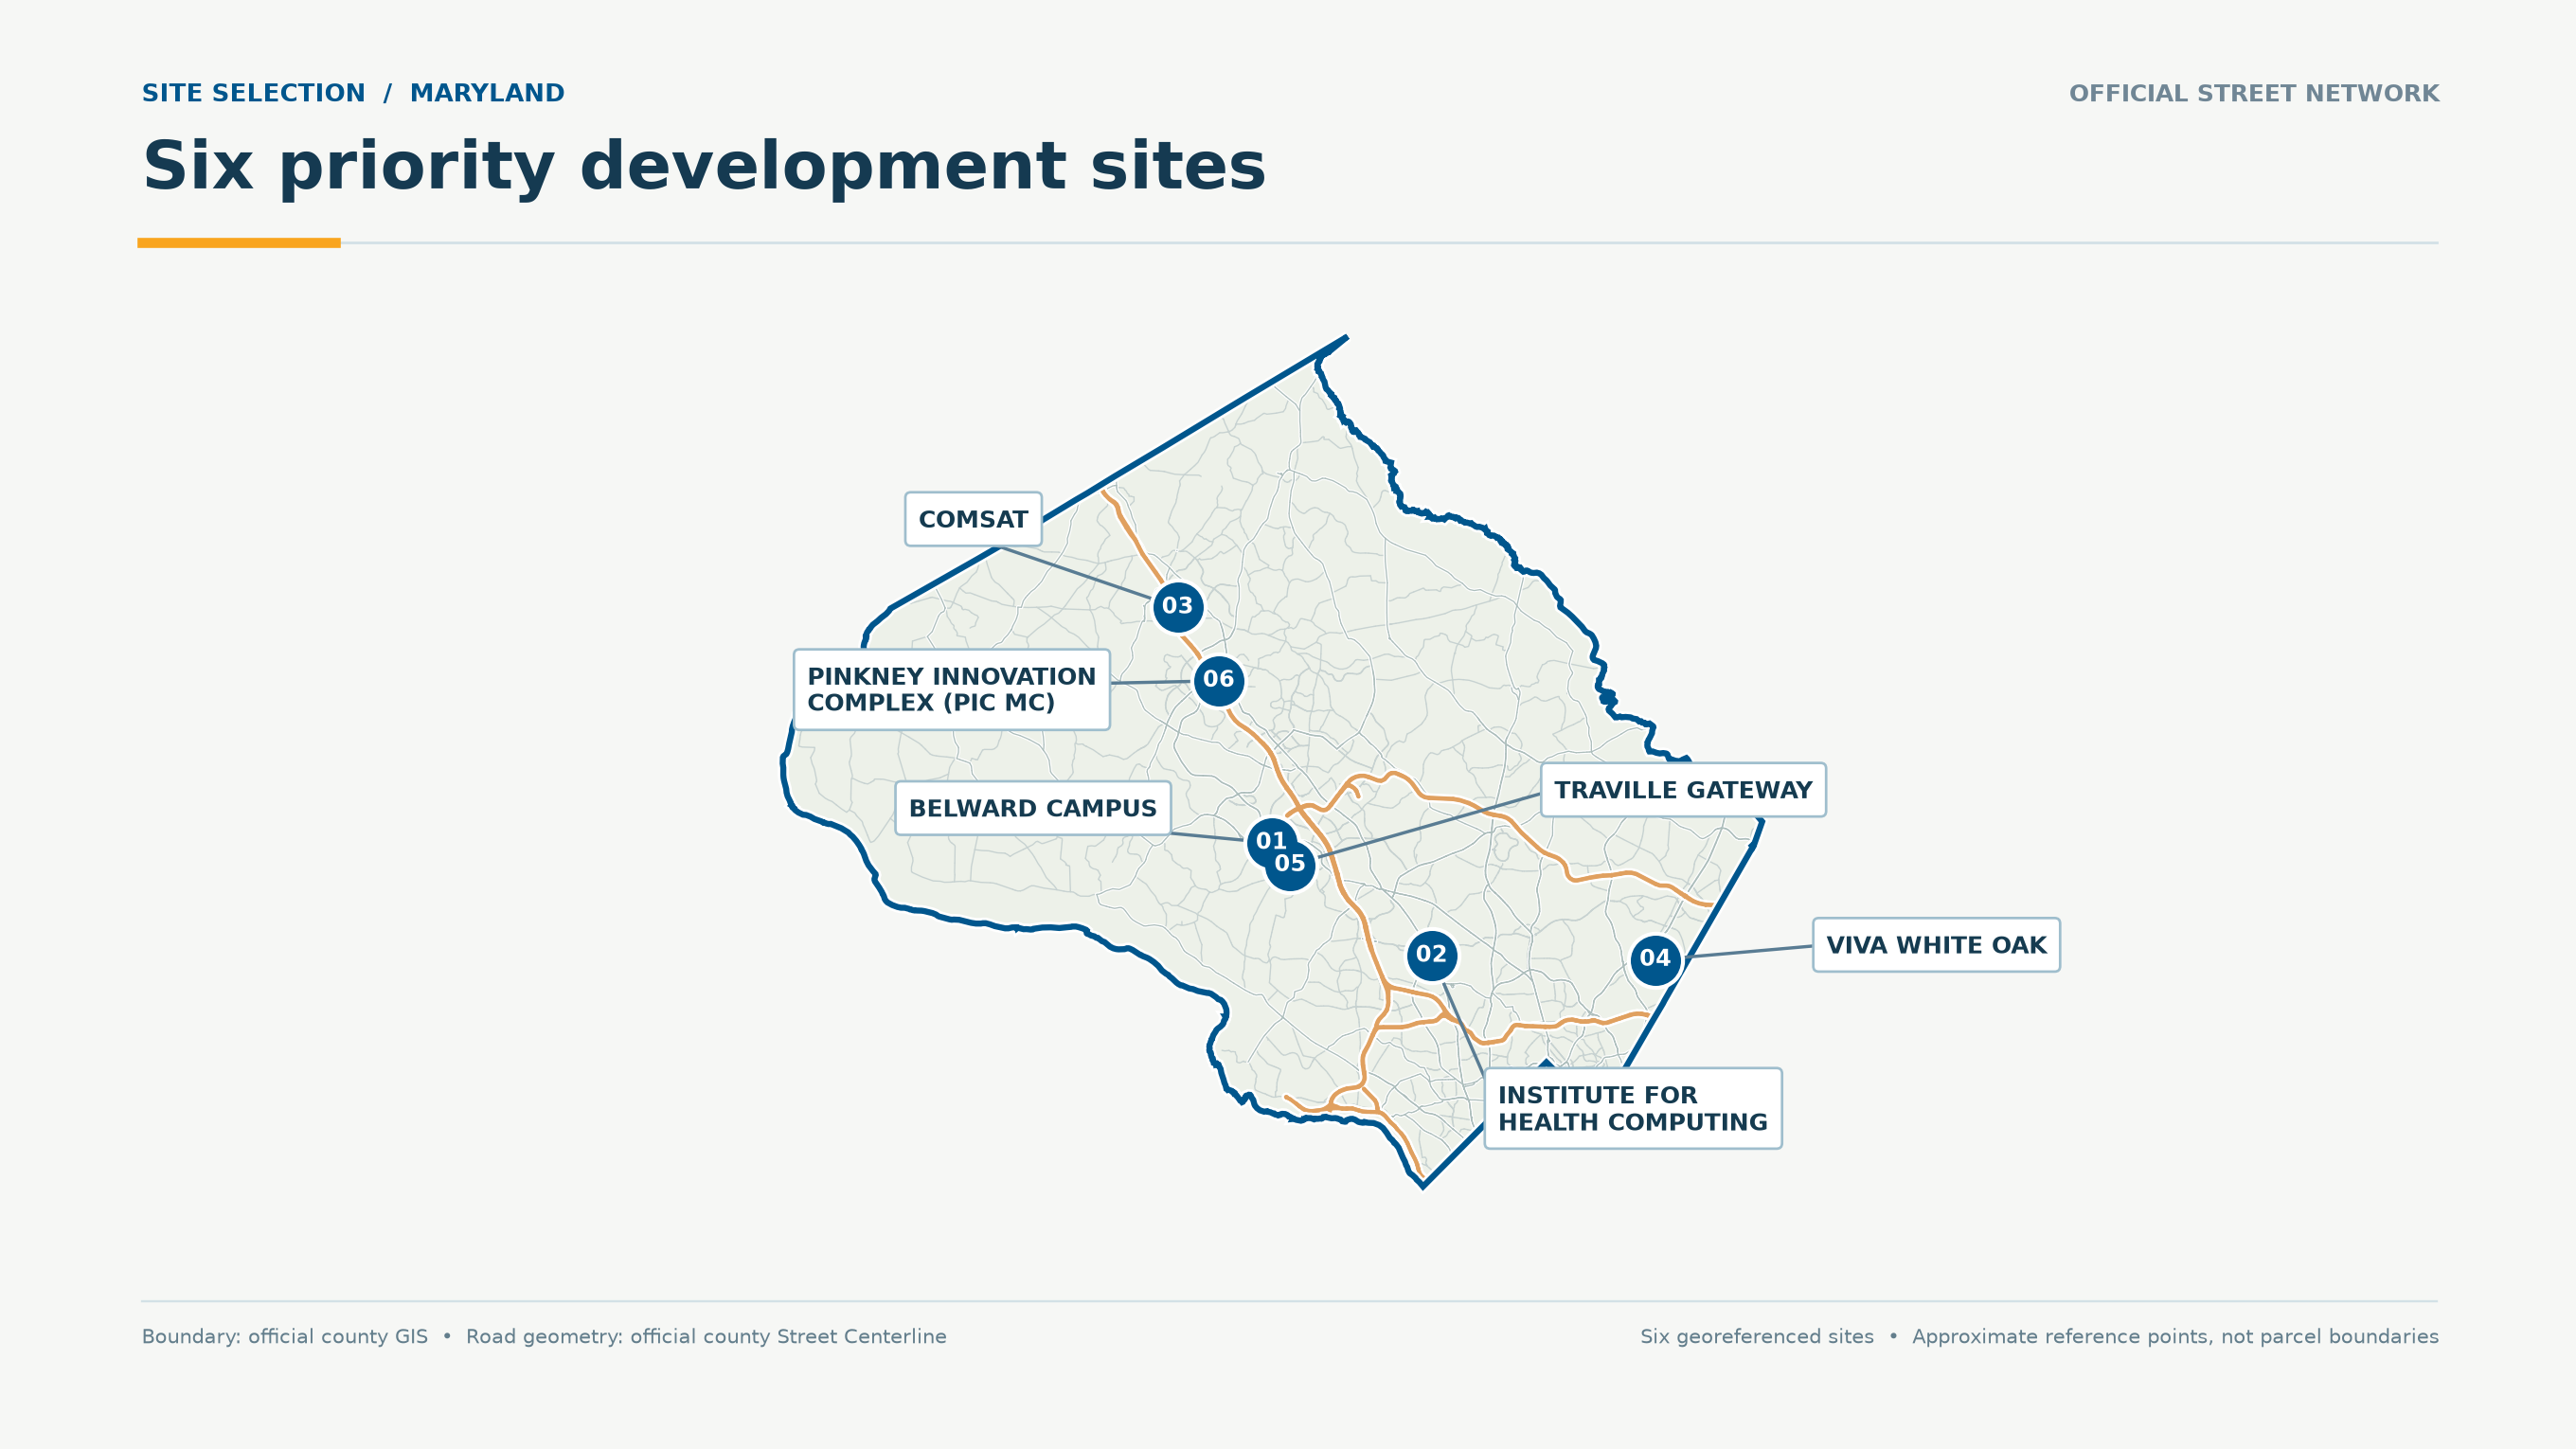 SITE SELECTION / MARYLAND
OFFICIAL STREET NETWORK
Six priority development sites
COMSAT
03
PINKNEY INNOVATION
COMPLEX (PIC MC)
06
TRAVILLE GATEWAY
BELWARD CAMPUS
01
05
VIVA WHITE OAK
02
04
INSTITUTE FOR
HEALTH COMPUTING
Boundary: official county GIS • Road geometry: official county Street Centerline
Six georeferenced sites • Approximate reference points, not parcel boundaries